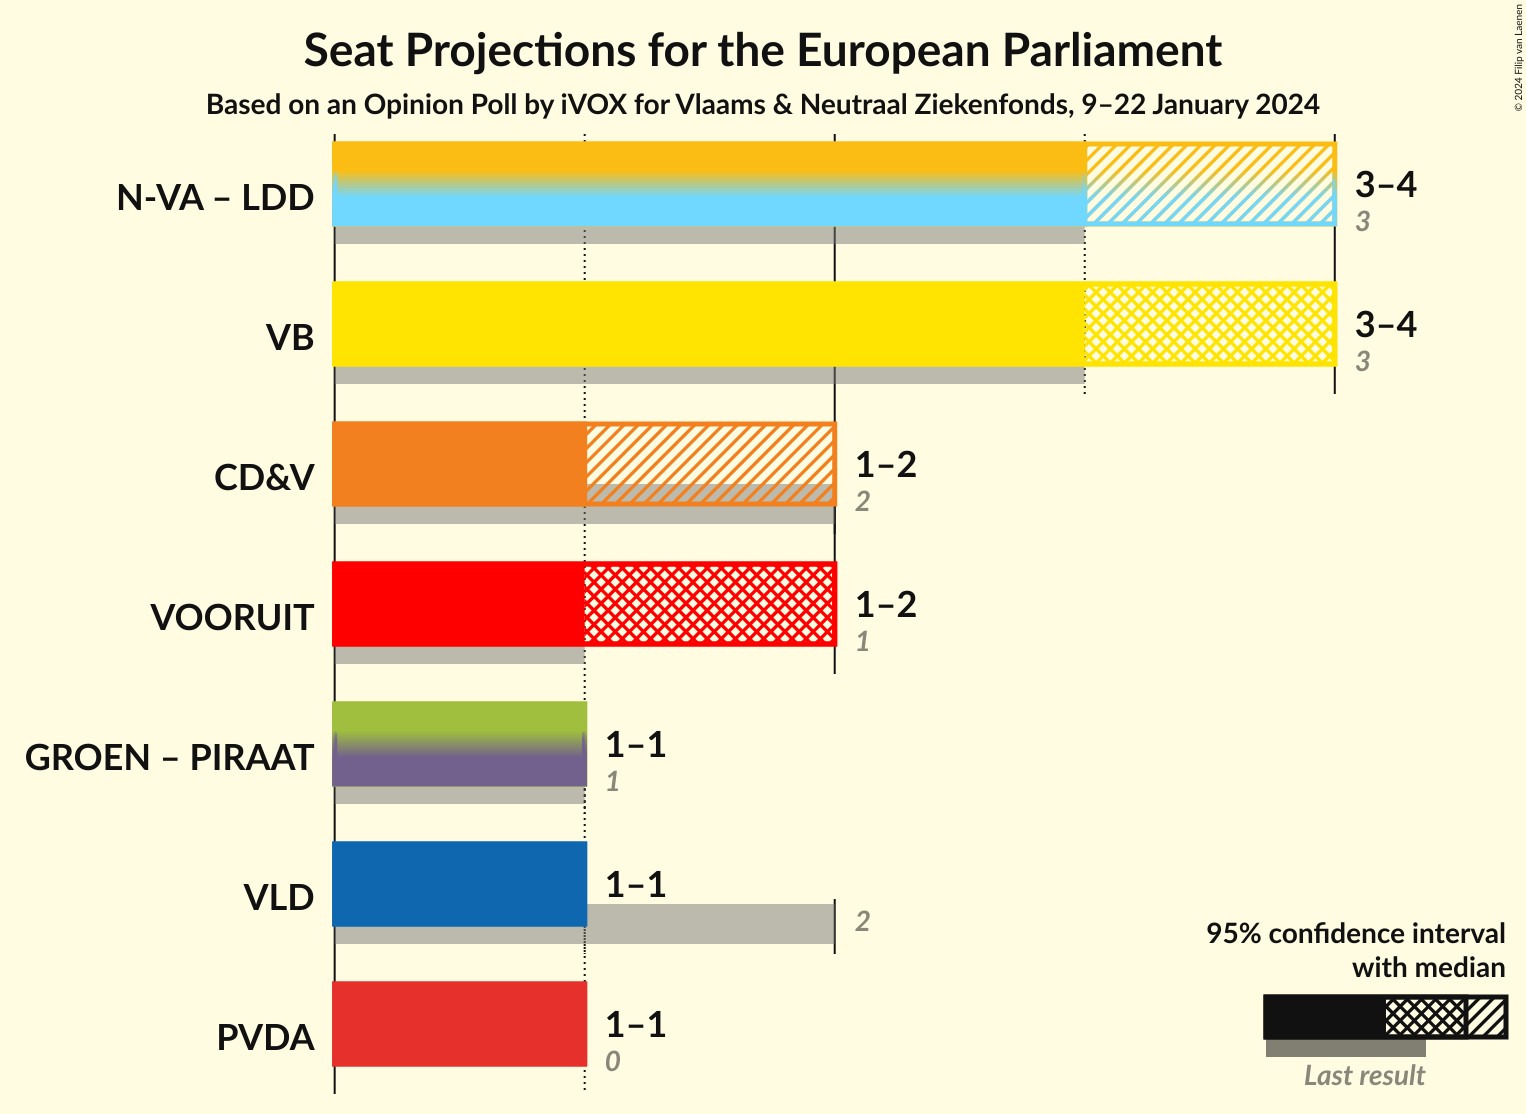 Seat Projections for the European Parliament
Based on an Opinion Poll by iVOX for Vlaams & Neutraal Ziekenfonds, 9–22 January 2024
© 2024 Filip van Laenen
N-VA – LDD
3–4
3
VB
3–4
3
CD&V
1–2
2
VOORUIT
1–2
1
GROEN – PIRAAT
1–1
1
VLD
1–1
2
PVDA
1–1
0
95% confidence interval
with median
Last result